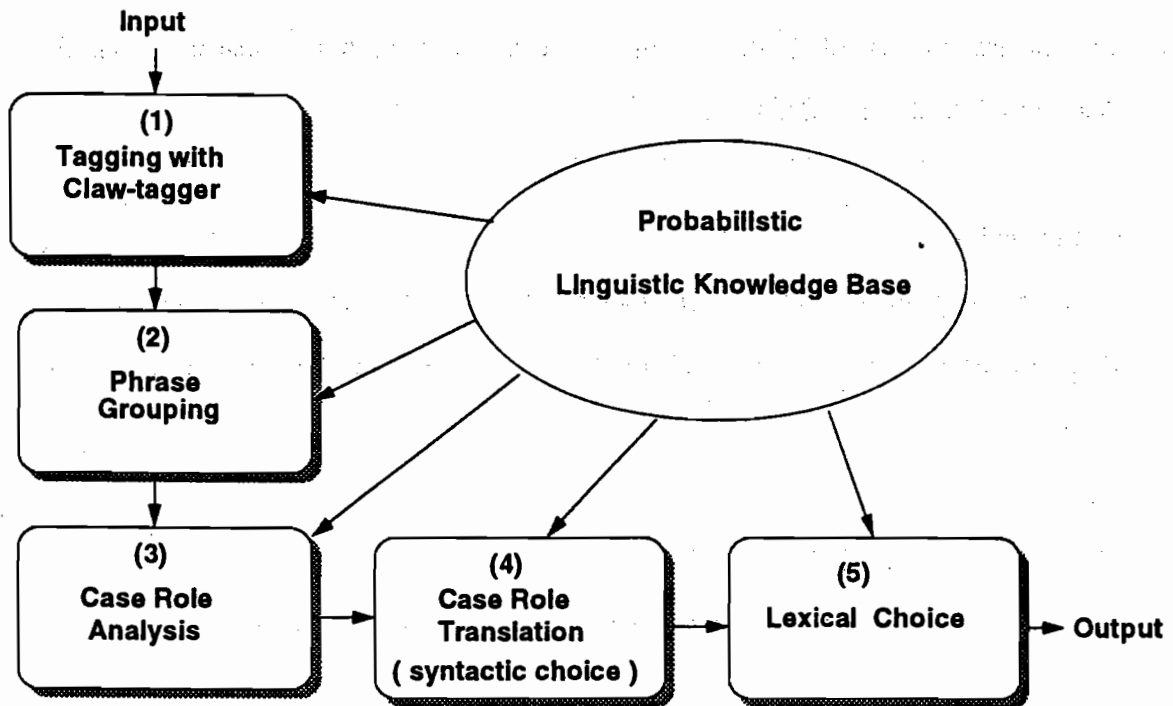 Input
(1)
Tagging with
Claw-tagger
Probabilistic
Linguistic Knowledge Base
(2)
Phrase
Grouping
(3)
Case Role
Analysis
(4)
Case Role
Translation
( syntactic choice )
(5)
Lexical Choice
Output